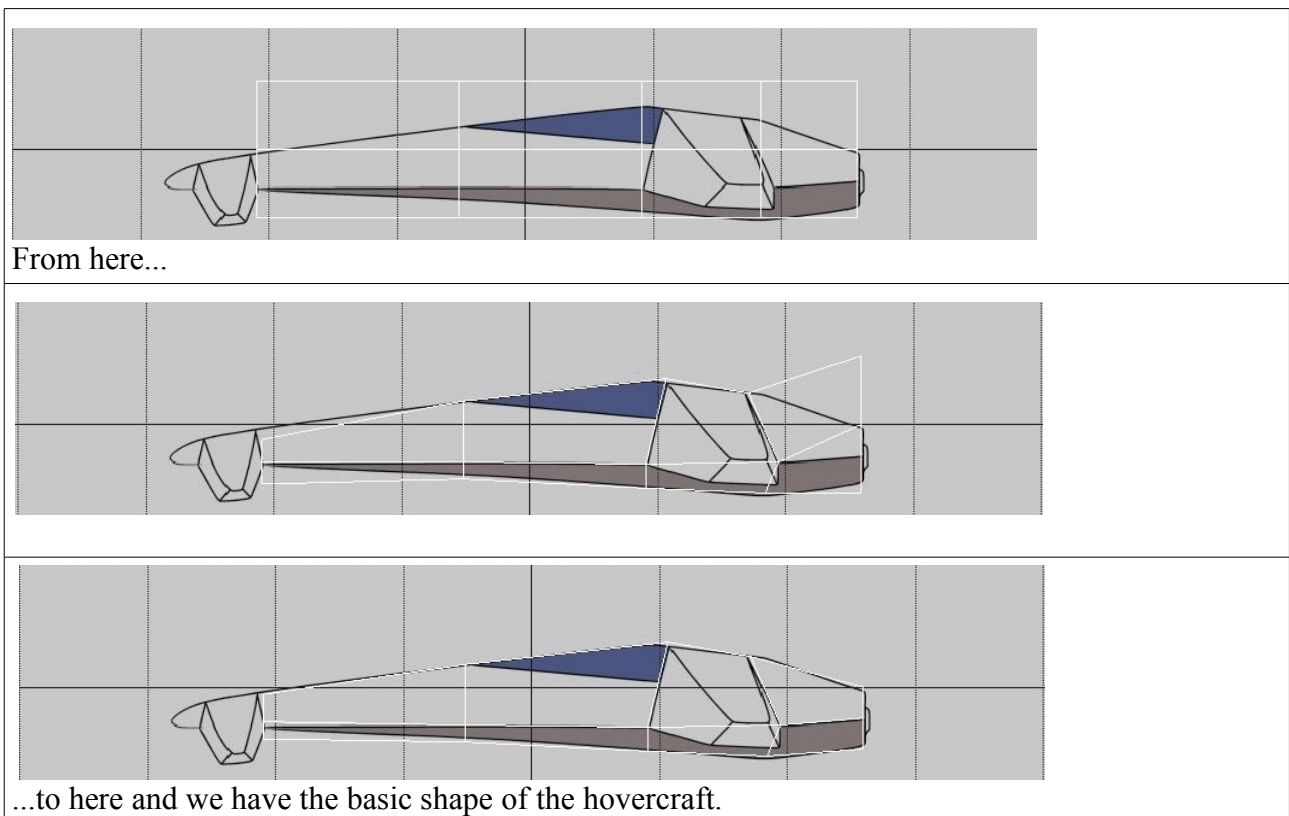 From here...
...to here and we have the basic shape of the hovercraft.